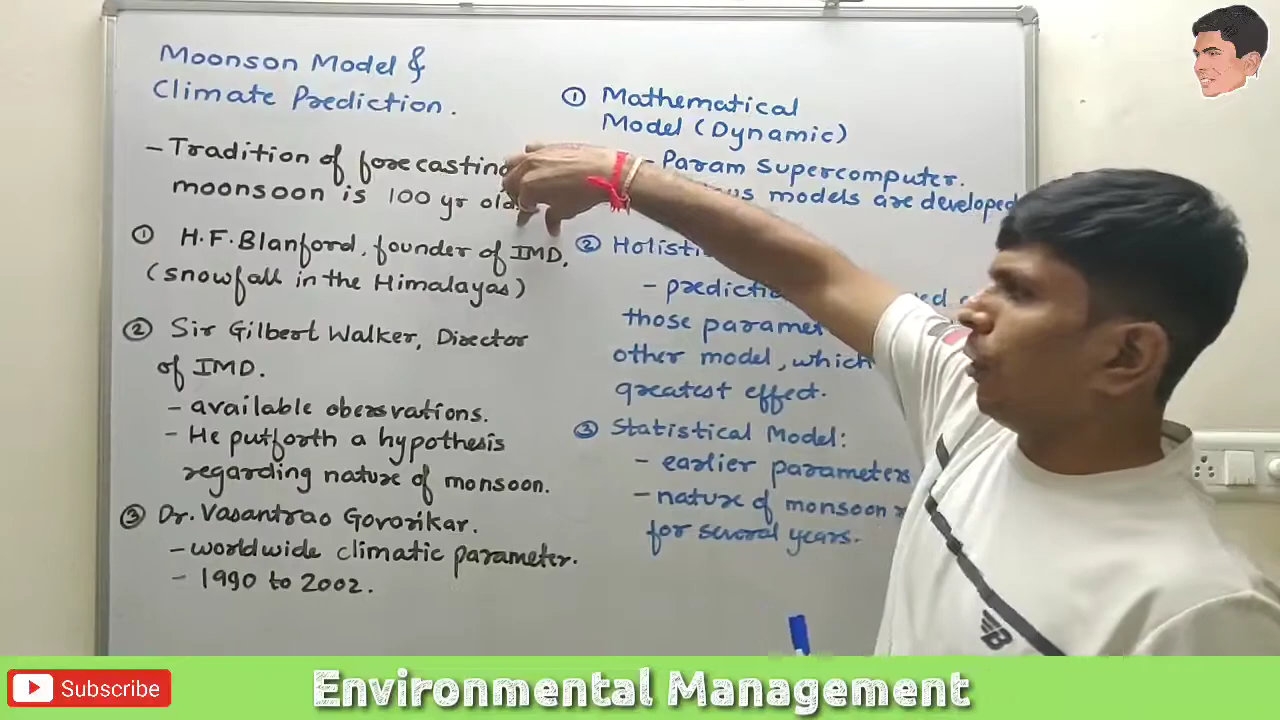 Moonson Model &
Climate Prediction.
- Tradition of forecasting
moonsoon is 100 yr old.
① H.F. Blanford, founder of IMD.
(snowfall in the Himalayas)
② Sir Gilbert Walker, Director
of IMD.
- available obersvations.
- He putforth a hypothesis
regarding nature of monsoon.
③ Dr. Vasantrao Govorikar.
- worldwide climatic parameter.
- 1990 to 2002.
① Mathematical
Model (Dynamic)
- Param Supercomputer.
models are developed
② Holisti
- predicti
those paramet
other model, which
greatest effect.
③ Statistical Model:
- earlier parameters
- nature of monsoon
for several years.
Subscribe
Environmental Management